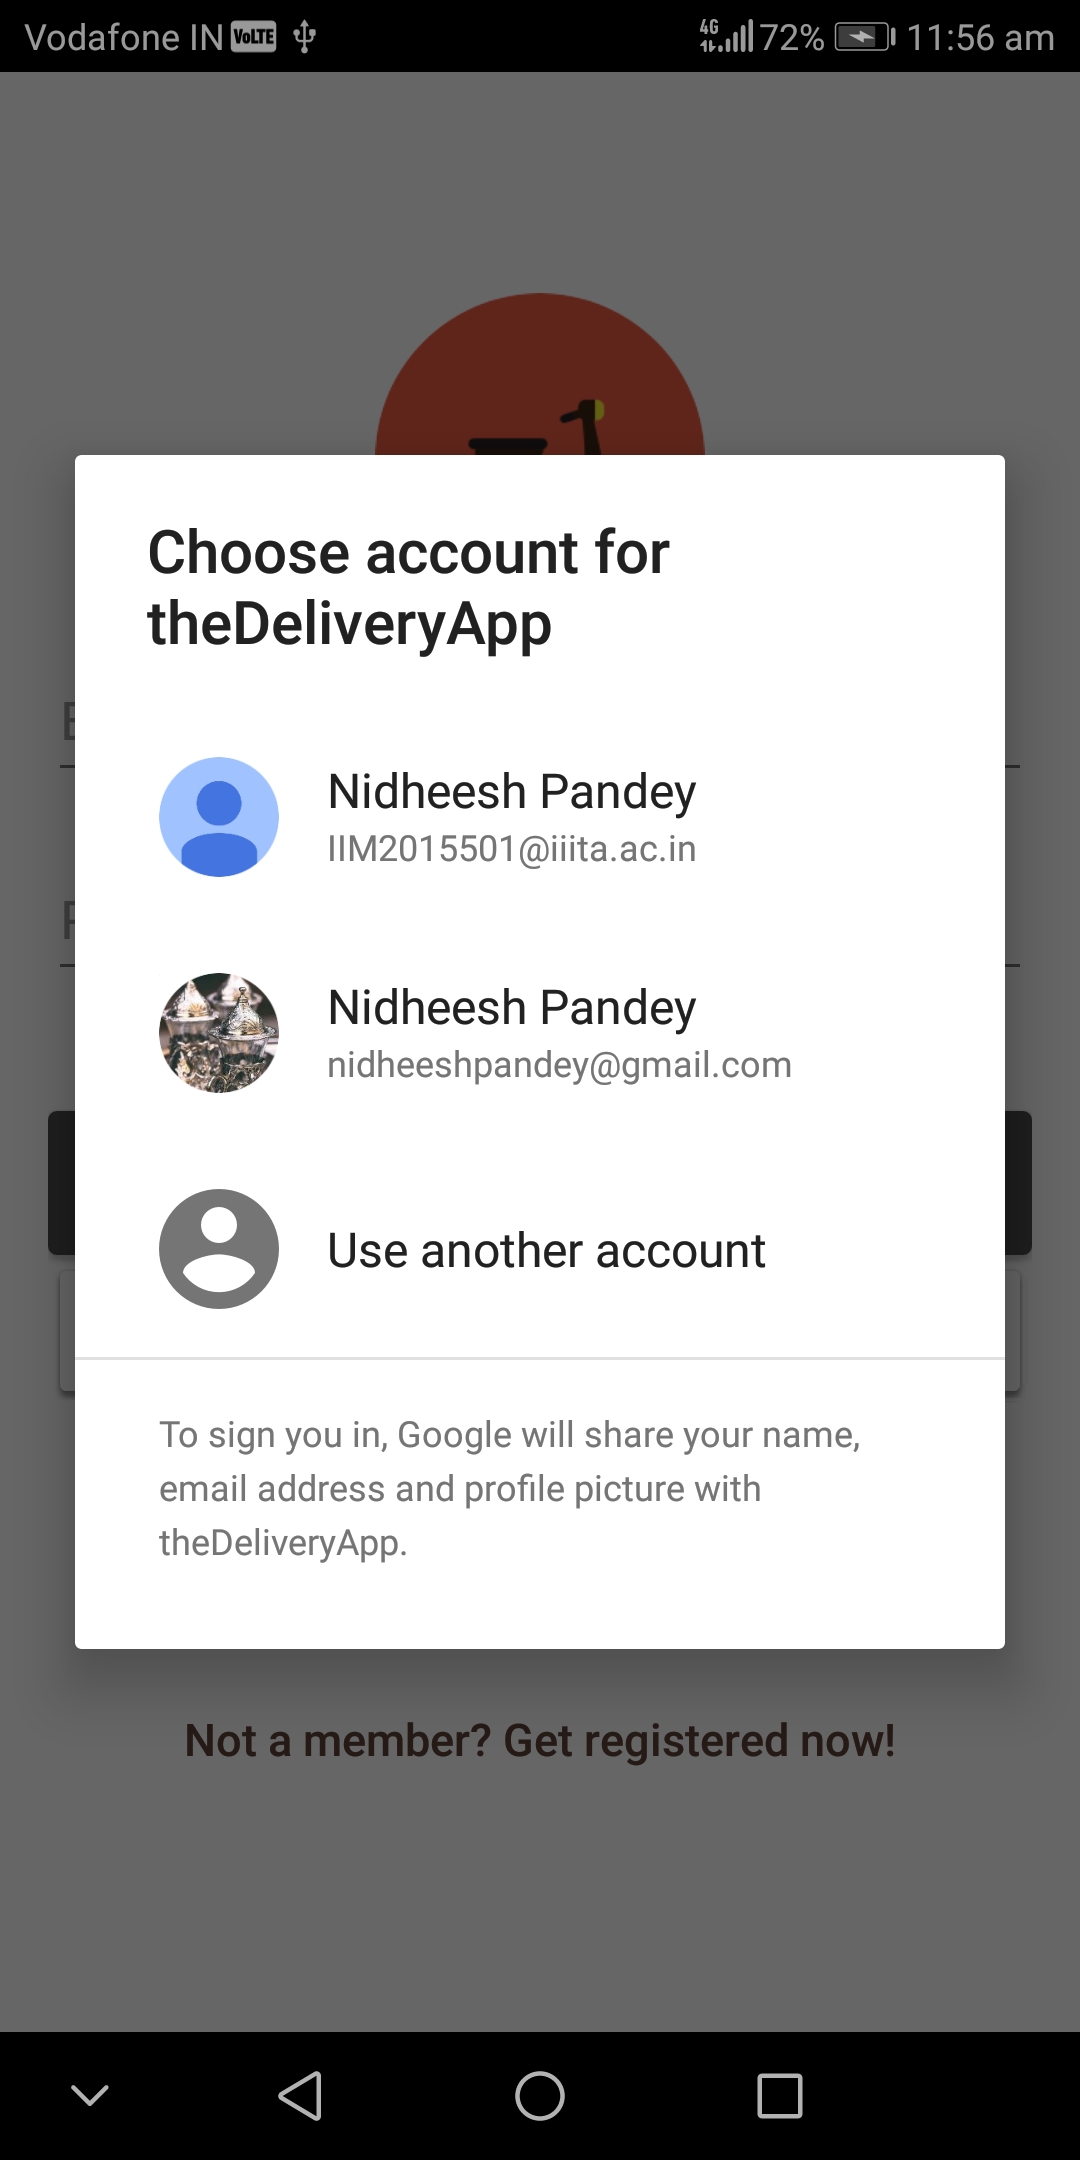 Vodafone IN VoLTE 4G 72% 11:56 am
Choose account for
theDeliveryApp
Nidheesh Pandey
IIM2015501@iiita.ac.in
Nidheesh Pandey
nidheeshpandey@gmail.com
Use another account
To sign you in, Google will share your name,
email address and profile picture with
theDeliveryApp.
Not a member? Get registered now!